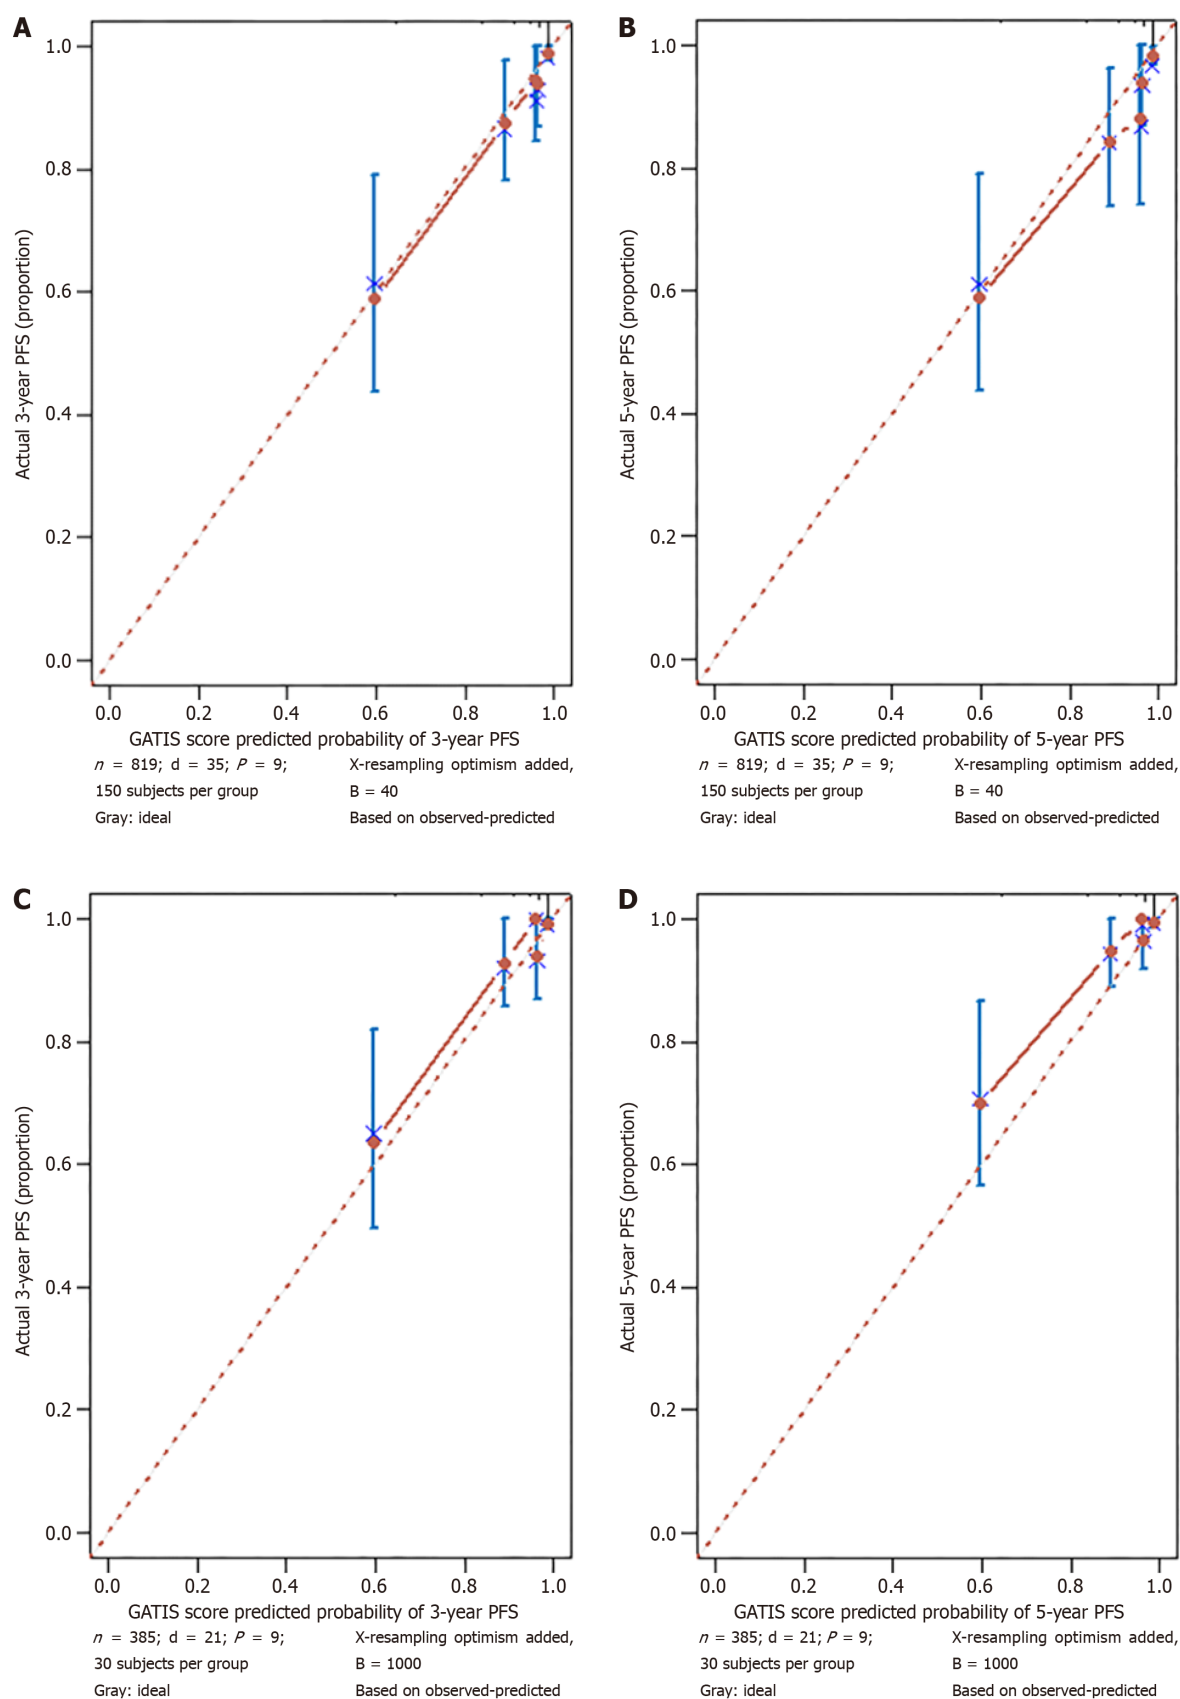 A
1.0
0.8
0.6
0.4
0.2
0.0
Actual 3-year PFS (proportion)
0.0 0.2 0.4 0.6 0.8 1.0
GATIS score predicted probability of 3-year PFS
n = 819; d = 35; P = 9; X-resampling optimism added,
150 subjects per group B = 40
Gray: ideal Based on observed-predicted
B
1.0
0.8
0.6
0.4
0.2
0.0
Actual 5-year PFS (proportion)
0.0 0.2 0.4 0.6 0.8 1.0
GATIS score predicted probability of 5-year PFS
n = 819; d = 35; P = 9; X-resampling optimism added,
150 subjects per group B = 40
Gray: ideal Based on observed-predicted
C
1.0
0.8
0.6
0.4
0.2
0.0
Actual 3-year PFS (proportion)
0.0 0.2 0.4 0.6 0.8 1.0
GATIS score predicted probability of 3-year PFS
n = 385; d = 21; P = 9; X-resampling optimism added,
30 subjects per group B = 1000
Gray: ideal Based on observed-predicted
D
1.0
0.8
0.6
0.4
0.2
0.0
Actual 5-year PFS (proportion)
0.0 0.2 0.4 0.6 0.8 1.0
GATIS score predicted probability of 5-year PFS
n = 385; d = 21; P = 9; X-resampling optimism added,
30 subjects per group B = 1000
Gray: ideal Based on observed-predicted